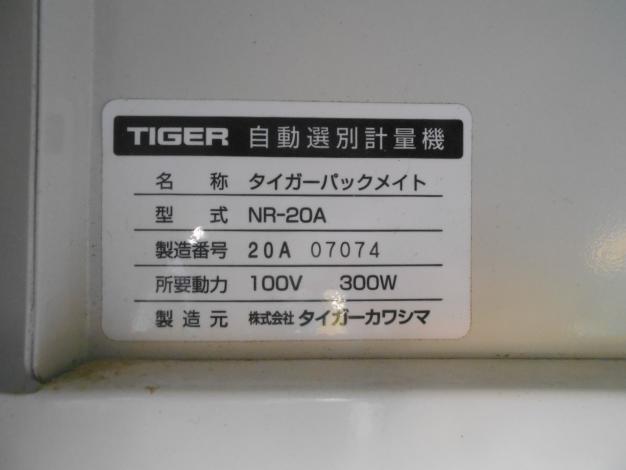 TIGER 自動選別計量機
名称 タイガーパックメイト
型式 NR-20A
製造番号 20A 07074
所要動力 100V 300W
製造元 株式会社 タイガーカワシマ